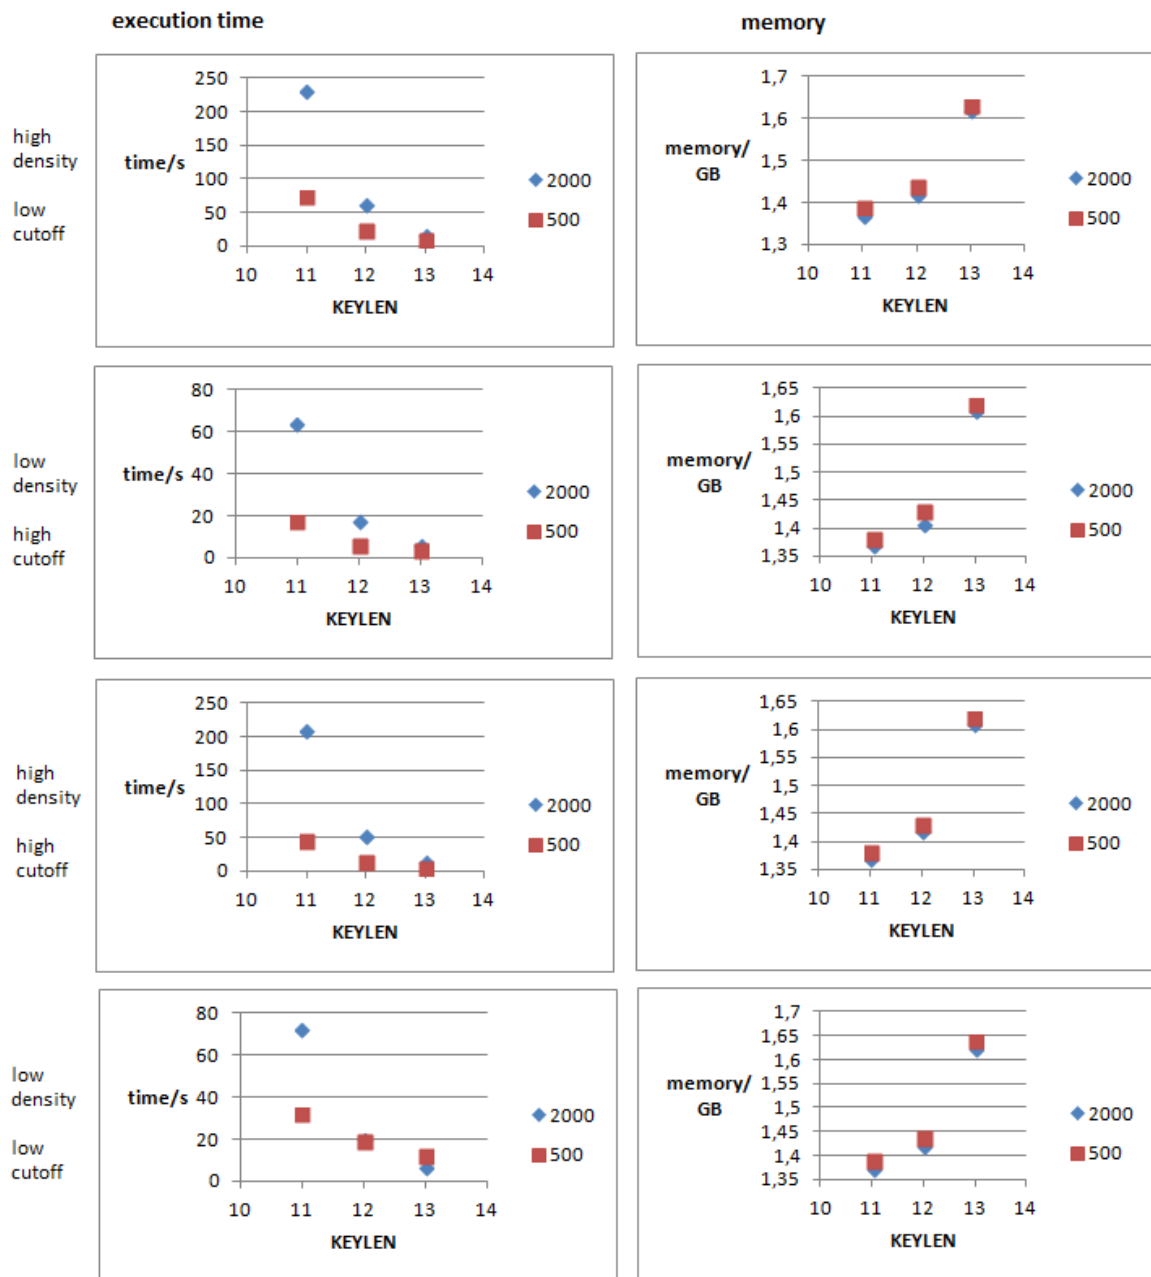 execution time
memory
high
density
low
cutoff
250
200
150
100
50
0
time/s
10 11 12 13 14
KEYLEN
2000
500
1,7
1,6
1,5
1,4
1,3
memory/
GB
10 11 12 13 14
KEYLEN
2000
500
low
density
high
cutoff
80
60
40
20
0
time/s
10 11 12 13 14
KEYLEN
2000
500
1,65
1,6
1,55
1,5
1,45
1,4
1,35
memory/
GB
10 11 12 13 14
KEYLEN
2000
500
high
density
high
cutoff
250
200
150
100
50
0
time/s
10 11 12 13 14
KEYLEN
2000
500
1,65
1,6
1,55
1,5
1,45
1,4
1,35
memory/
GB
10 11 12 13 14
KEYLEN
2000
500
low
density
low
cutoff
80
60
40
20
0
time/s
10 11 12 13 14
KEYLEN
2000
500
1,7
1,65
1,6
1,55
1,5
1,45
1,4
1,35
memory/
GB
10 11 12 13 14
KEYLEN
2000
500